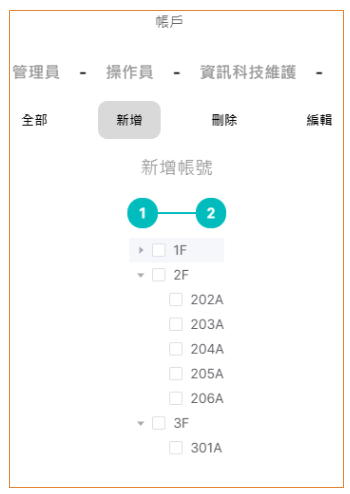 帳戶
管理員 - 操作員 - 資訊科技維護 -
全部 新增 刪除 編輯
新增帳號
1 2
1F
2F
202A
203A
204A
205A
206A
3F
301A